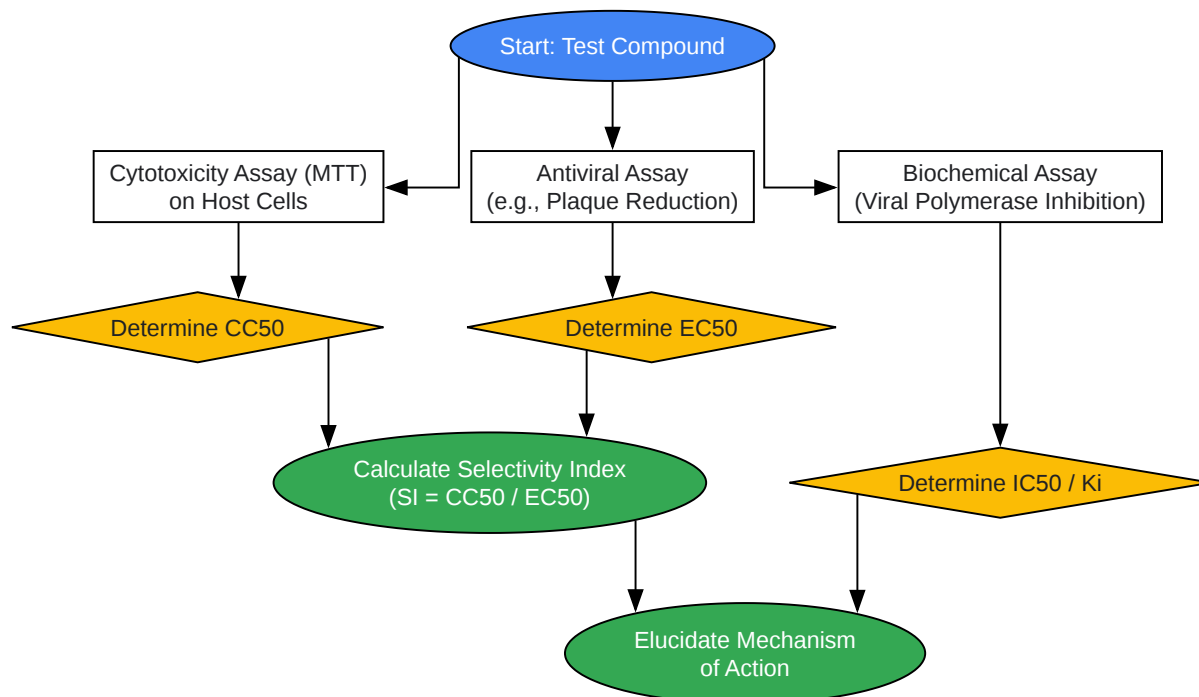 Start: Test Compound
Cytotoxicity Assay (MTT)
on Host Cells
Antiviral Assay
(e.g., Plaque Reduction)
Biochemical Assay
(Viral Polymerase Inhibition)
Determine CC50
Determine EC50
Calculate Selectivity Index
(SI = CC50 / EC50)
Determine IC50 / Ki
Elucidate Mechanism
of Action